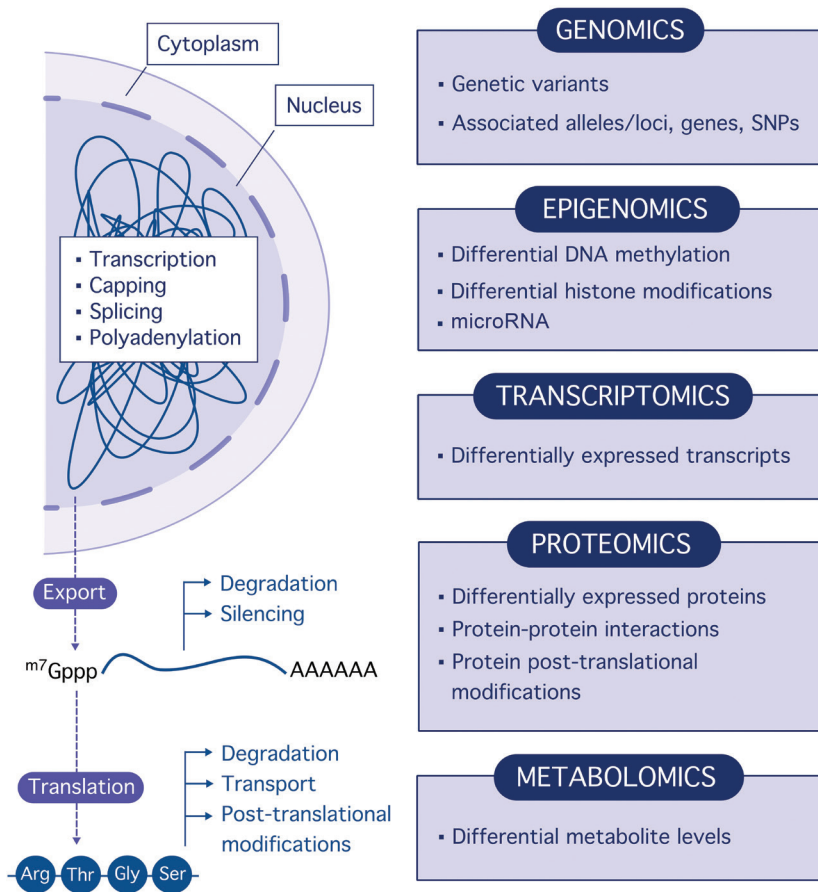 Cytoplasm
Nucleus
▪ Transcription
▪ Capping
▪ Splicing
▪ Polyadenylation
Export
Degradation
Silencing
m7Gppp
AAAAAA
Translation
Degradation
Transport
Post-translational
modifications
Arg Thr Gly Ser
GENOMICS
▪ Genetic variants
▪ Associated alleles/loci, genes, SNPs
EPIGENOMICS
▪ Differential DNA methylation
▪ Differential histone modifications
▪ microRNA
TRANSCRIPTOMICS
▪ Differentially expressed transcripts
PROTEOMICS
▪ Differentially expressed proteins
▪ Protein-protein interactions
▪ Protein post-translational
modifications
METABOLOMICS
▪ Differential metabolite levels